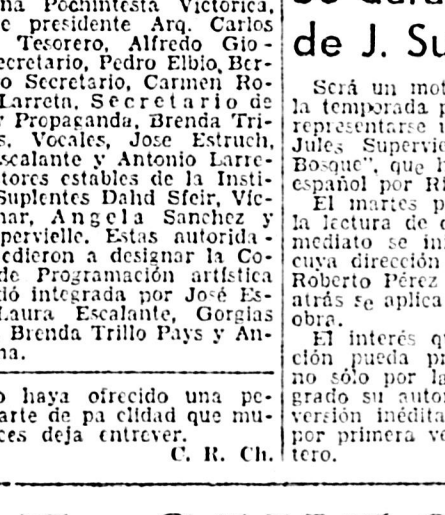 na Pochintesta Victorica,
e presidente Arq. Carlos
Tesorero, Alfredo Gio-
ecretario, Pedro Elbio, Ber-
o Secretario, Carmen Ro-
Larreta, Secretario de
r Propaganda, Brenda Tri-
s. Vocales, Jose Estruch,
Escalante y Antonio Larre-
tores estables de la Insti-
Suplentes Dahd Sfeir, Víc-
nar, Angela Sanchez y
pervielle. Estas autorida-
edieron a designar la Co-
de Programación artística
ió integrada por José Es-
Laura Escalante, Gorgias
Brenda Trillo Pays y An-
na.
o haya ofrecido una pe-
arte de pa clidad que mu-
ces deja entrever.
C. R. Ch.
de J. Su
Será un mot
la temporada p
representarse
Jules Supervie
Bosque", que h
español por Ri
El martes p
la lectura de
mediato se in
cuya dirección
Roberto Pérez
atrás se aplica
obra.
El interés q
ción pueda pr
no sólo por la
grado su autor
versión inédita
por primera ve
tero.